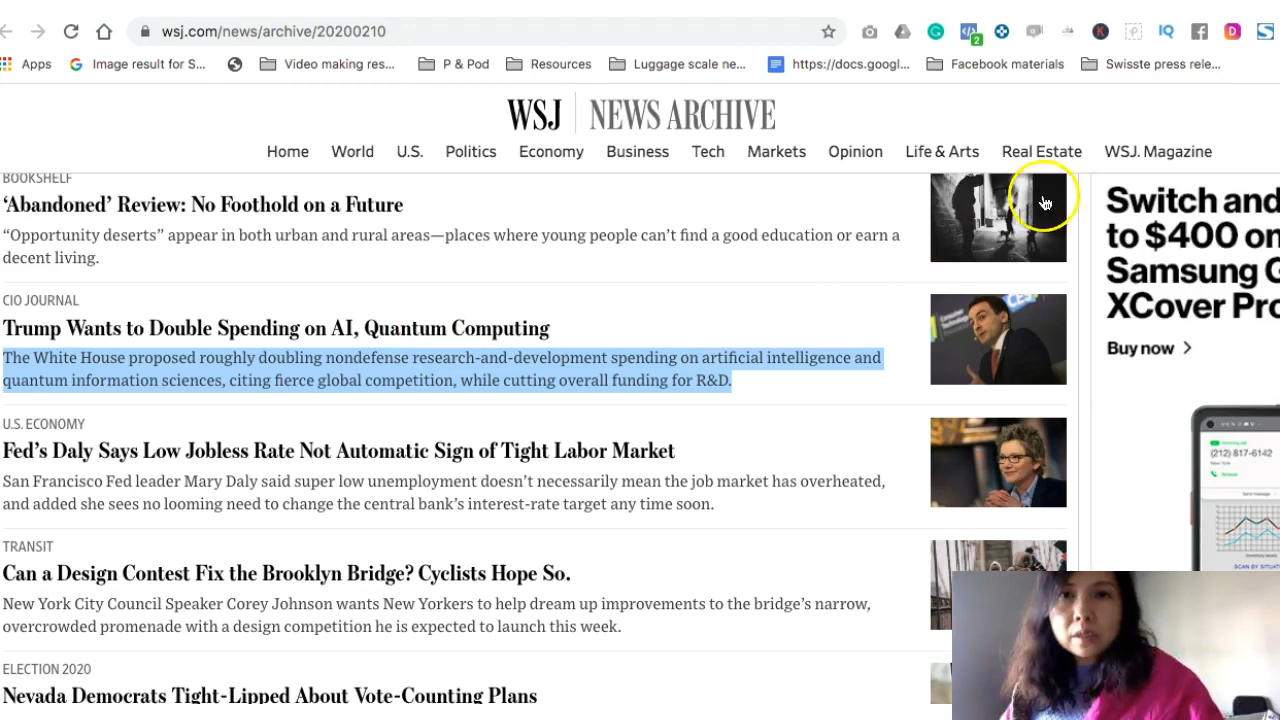 wsj.com/news/archive/20200210
2
IQ
Apps
Image result for S...
Video making res...
P & Pod
Resources
Luggage scale ne...
https://docs.googl...
Facebook materials
Swisste press rele...
WSJ NEWS ARCHIVE
Home World U.S. Politics Economy Business Tech Markets Opinion Life & Arts Real Estate WSJ. Magazine
BOOKSHELF
‘Abandoned’ Review: No Foothold on a Future
“Opportunity deserts” appear in both urban and rural areas—places where young people can’t find a good education or earn a
decent living.
CIO JOURNAL
Trump Wants to Double Spending on AI, Quantum Computing
The White House proposed roughly doubling nondefense research-and-development spending on artificial intelligence and
quantum information sciences, citing fierce global competition, while cutting overall funding for R&D.
U.S. ECONOMY
Fed’s Daly Says Low Jobless Rate Not Automatic Sign of Tight Labor Market
San Francisco Fed leader Mary Daly said super low unemployment doesn’t necessarily mean the job market has overheated,
and added she sees no looming need to change the central bank’s interest-rate target any time soon.
TRANSIT
Can a Design Contest Fix the Brooklyn Bridge? Cyclists Hope So.
New York City Council Speaker Corey Johnson wants New Yorkers to help dream up improvements to the bridge’s narrow,
overcrowded promenade with a design competition he is expected to launch this week.
ELECTION 2020
Nevada Democrats Tight-Lipped About Vote-Counting Plans
Switch and
to $400 on
Samsung G
XCover Pro
Buy now
(212) 817-6142